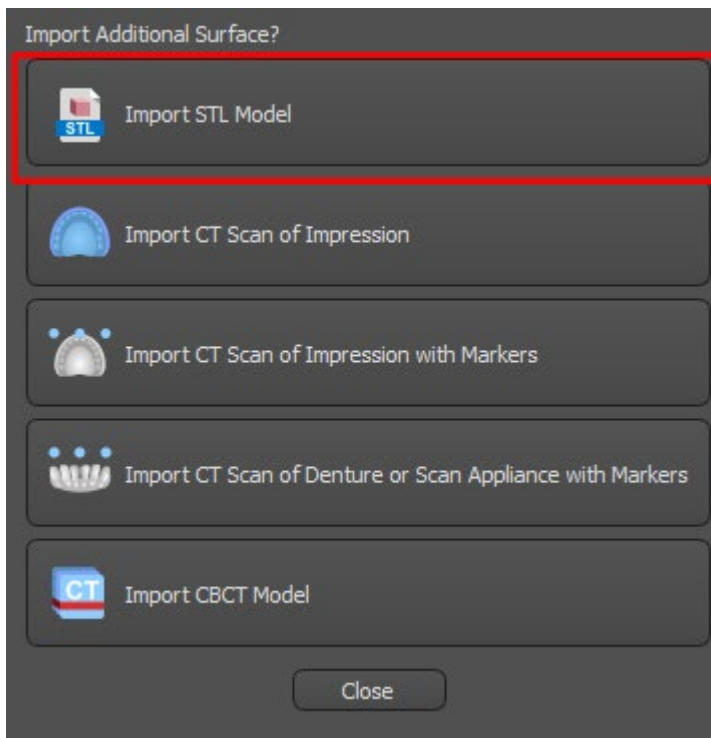 Import Additional Surface?
STL
Import STL Model
Import CT Scan of Impression
Import CT Scan of Impression with Markers
Import CT Scan of Denture or Scan Appliance with Markers
CT
Import CBCT Model
Close